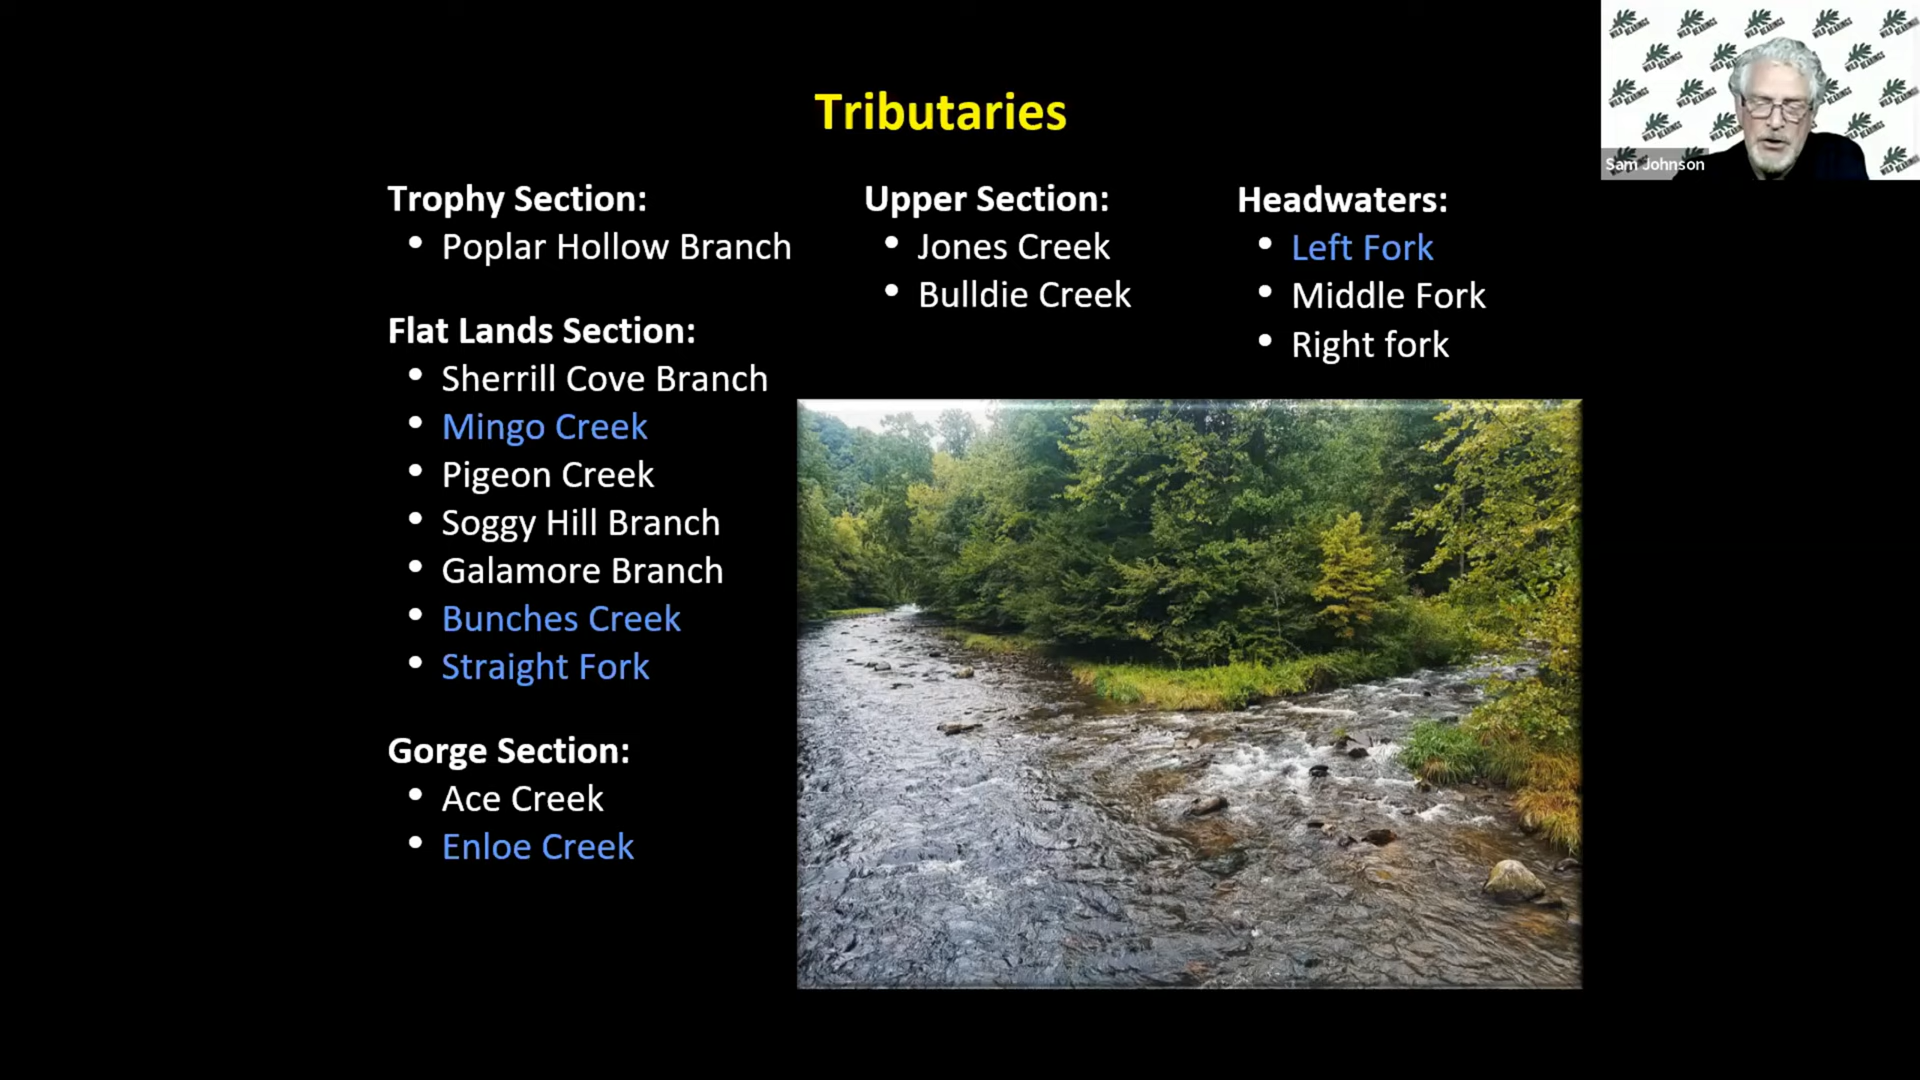 Tributaries
Trophy Section:
• Poplar Hollow Branch
Flat Lands Section:
• Sherrill Cove Branch
• Mingo Creek
• Pigeon Creek
• Soggy Hill Branch
• Galamore Branch
• Bunches Creek
• Straight Fork
Gorge Section:
• Ace Creek
• Enloe Creek
Upper Section:
• Jones Creek
• Bulldie Creek
Headwaters:
• Left Fork
• Middle Fork
• Right fork
WILD BEARINGS
Sam Johnson